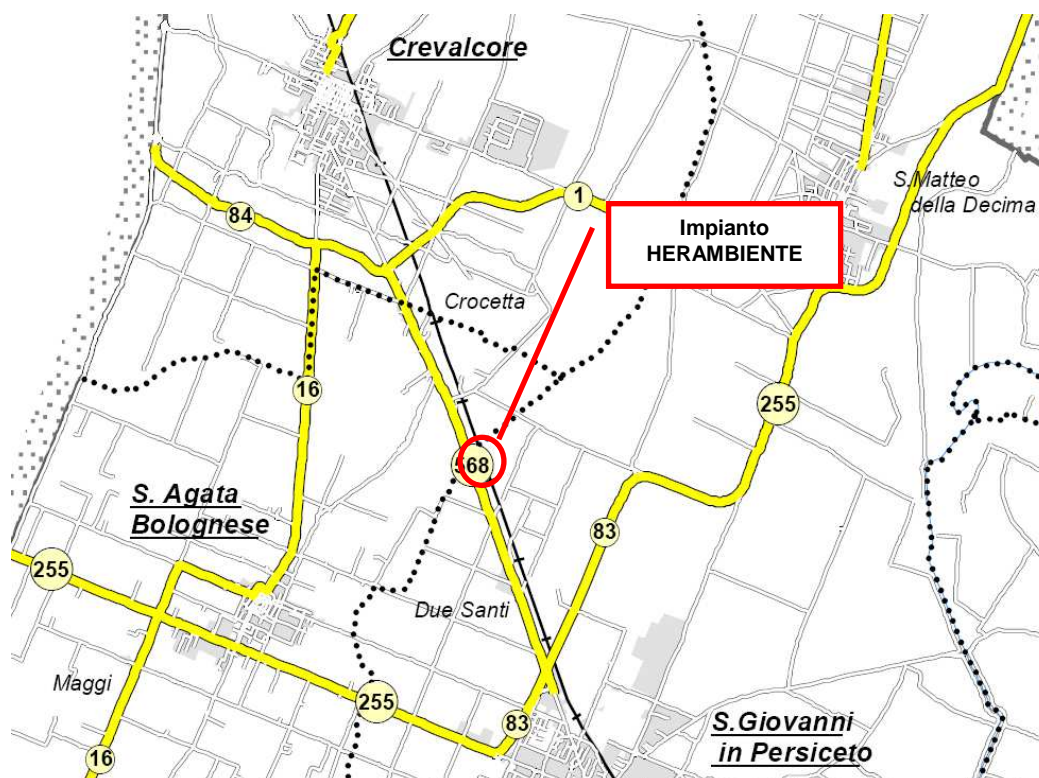 Crevalcore
1
S.Matteo
della Decima
84
Impianto
HERAMBIENTE
Crocetta
16
255
568
S. Agata
Bolognese
83
255
Due Santi
Maggi
255
83
S.Giovanni
in Persiceto
16